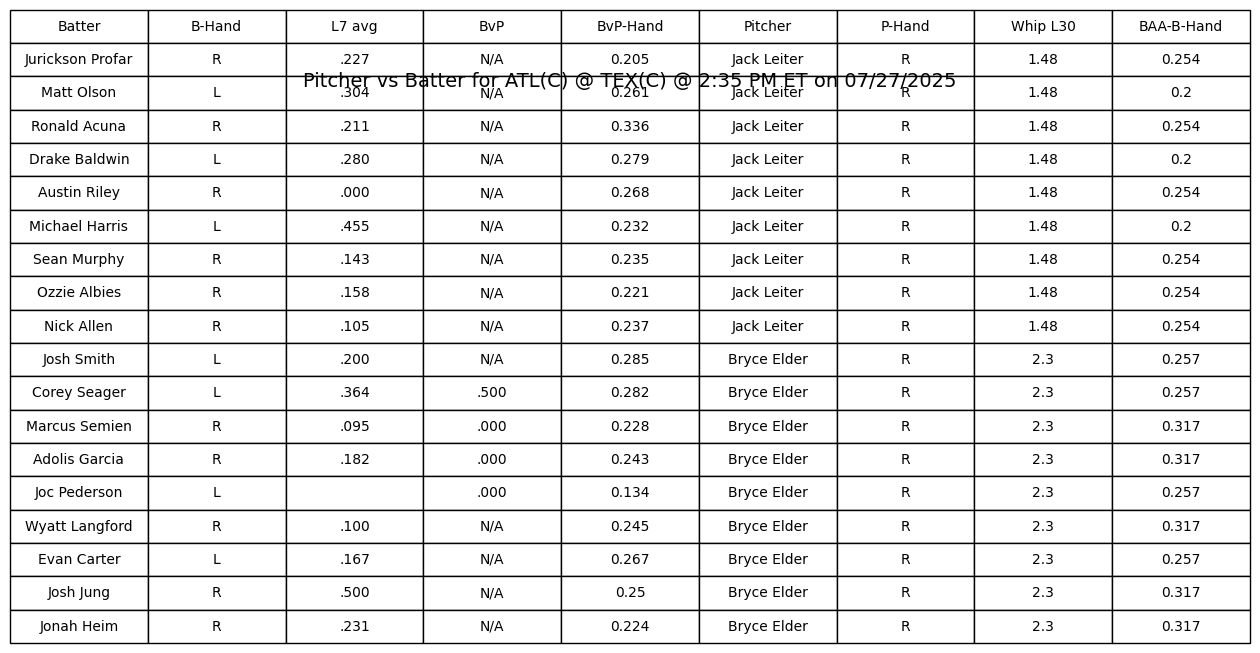 Batter B-Hand L7 avg BvP BvP-Hand Pitcher P-Hand Whip L30 BAA-B-Hand
Jurickson Profar R .227 N/A 0.205 Jack Leiter R 1.48 0.254
Pitcher vs Batter for ATL(C) @ TEX(C) @ 2:35 PM ET on 07/27/2025
Matt Olson L .304 N/A 0.261 Jack Leiter R 1.48 0.2
Ronald Acuna R .211 N/A 0.336 Jack Leiter R 1.48 0.254
Drake Baldwin L .280 N/A 0.279 Jack Leiter R 1.48 0.2
Austin Riley R .000 N/A 0.268 Jack Leiter R 1.48 0.254
Michael Harris L .455 N/A 0.232 Jack Leiter R 1.48 0.2
Sean Murphy R .143 N/A 0.235 Jack Leiter R 1.48 0.254
Ozzie Albies R .158 N/A 0.221 Jack Leiter R 1.48 0.254
Nick Allen R .105 N/A 0.237 Jack Leiter R 1.48 0.254
Josh Smith L .200 N/A 0.285 Bryce Elder R 2.3 0.257
Corey Seager L .364 .500 0.282 Bryce Elder R 2.3 0.257
Marcus Semien R .095 .000 0.228 Bryce Elder R 2.3 0.317
Adolis Garcia R .182 .000 0.243 Bryce Elder R 2.3 0.317
Joc Pederson L .000 0.134 Bryce Elder R 2.3 0.257
Wyatt Langford R .100 N/A 0.245 Bryce Elder R 2.3 0.317
Evan Carter L .167 N/A 0.267 Bryce Elder R 2.3 0.257
Josh Jung R .500 N/A 0.25 Bryce Elder R 2.3 0.317
Jonah Heim R .231 N/A 0.224 Bryce Elder R 2.3 0.317